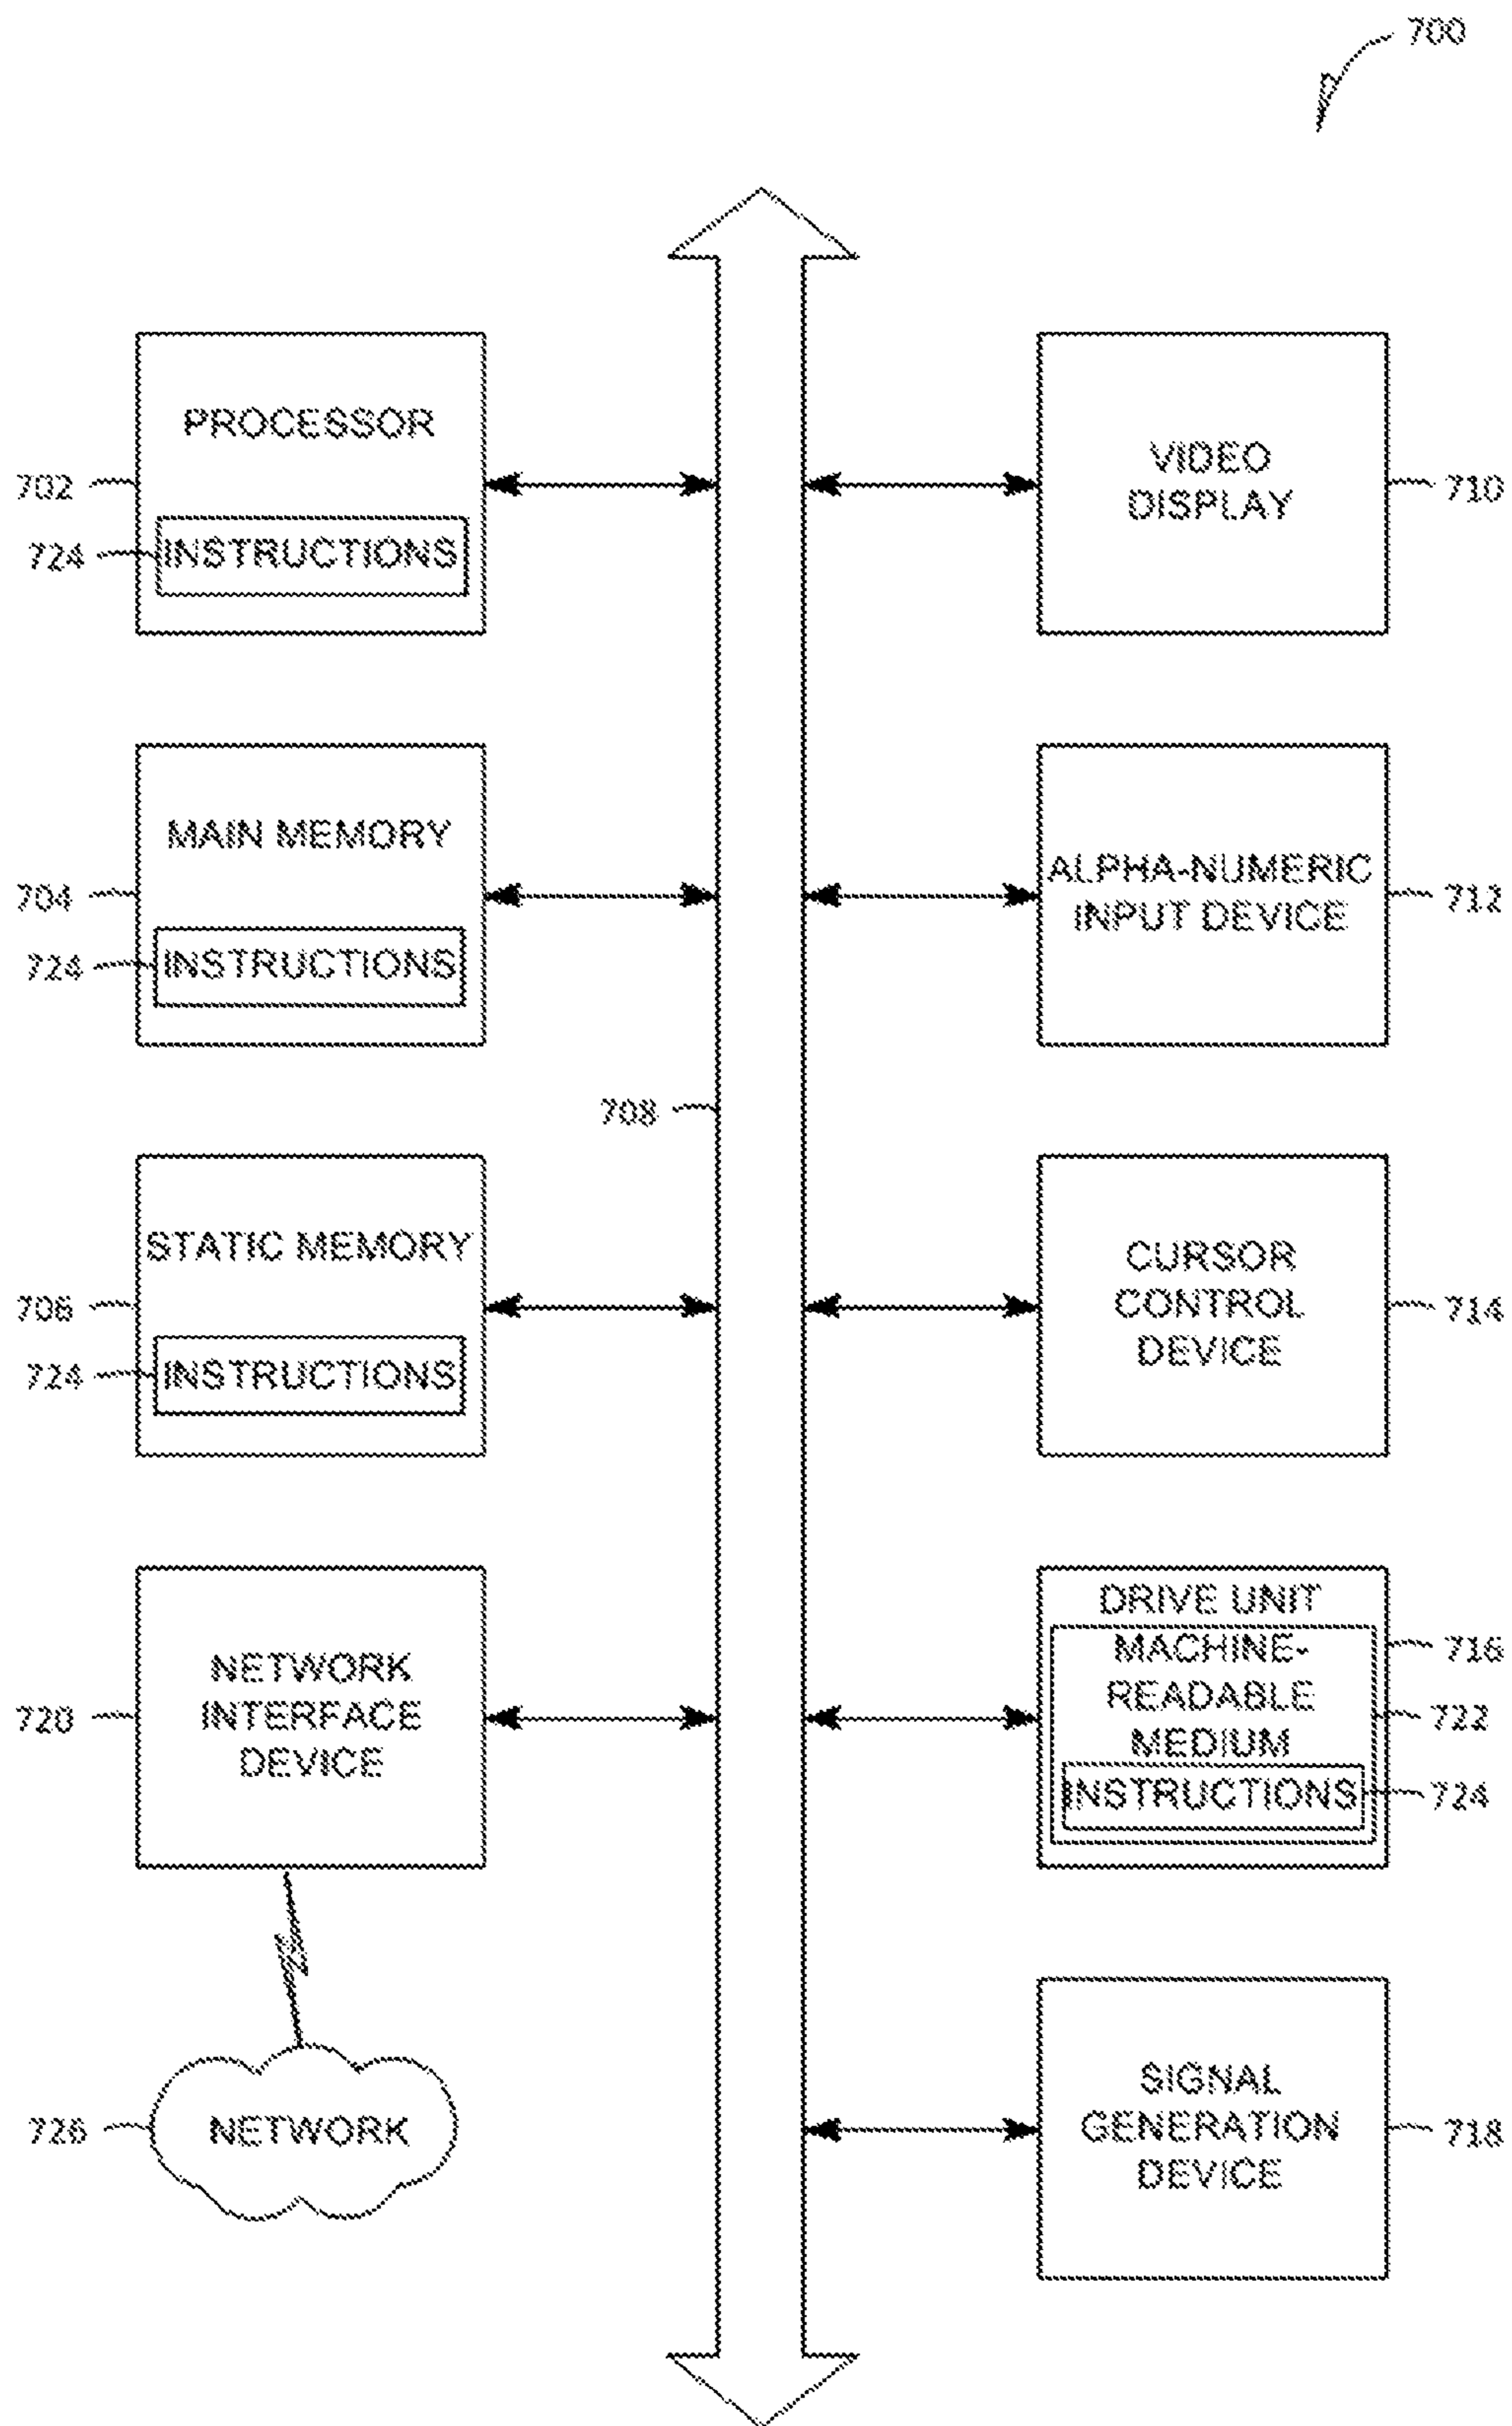 700
PROCESSOR
702
724
INSTRUCTIONS
VIDEO
DISPLAY
710
MAIN MEMORY
704
724
INSTRUCTIONS
ALPHA-NUMERIC
INPUT DEVICE
712
708
STATIC MEMORY
706
724
INSTRUCTIONS
CURSOR
CONTROL
DEVICE
714
NETWORK
INTERFACE
DEVICE
720
DRIVE UNIT
716
MACHINE-
READABLE
MEDIUM
722
INSTRUCTIONS
724
726
NETWORK
SIGNAL
GENERATION
DEVICE
718